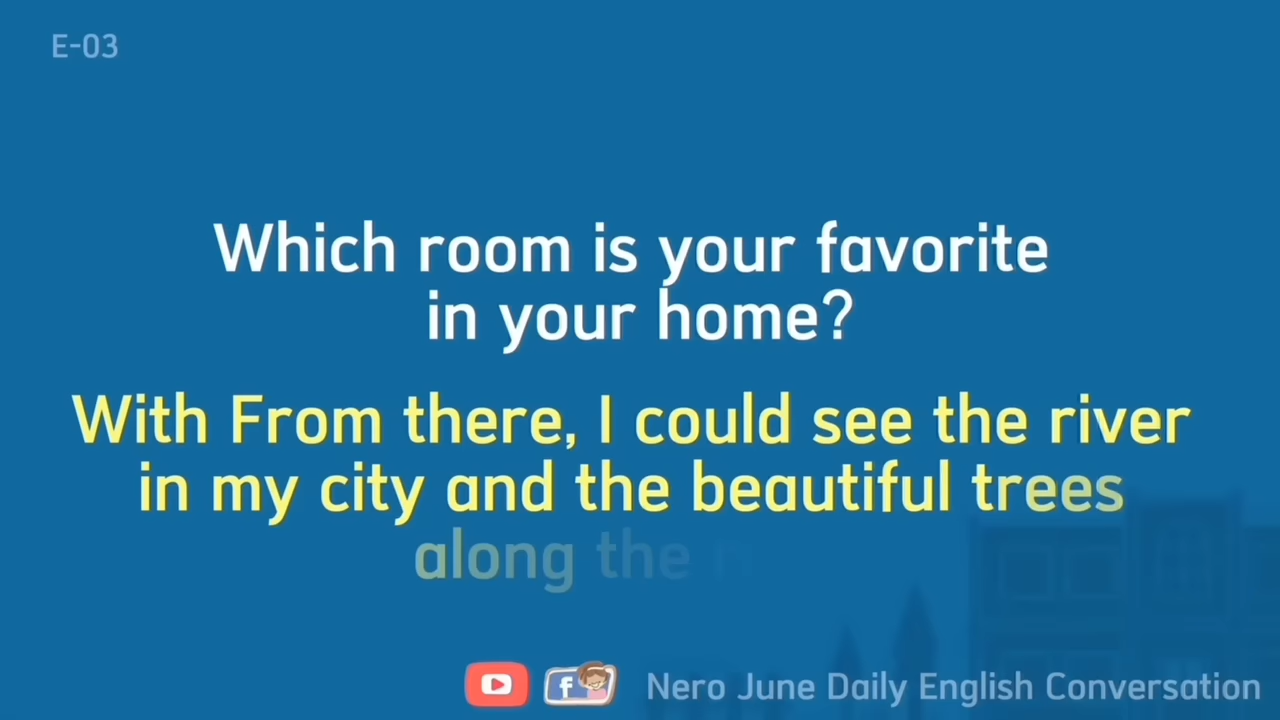 E-03
Which room is your favorite
in your home?
With From there, I could see the river
in my city and the beautiful trees
along the
Nero June Daily English Conversation